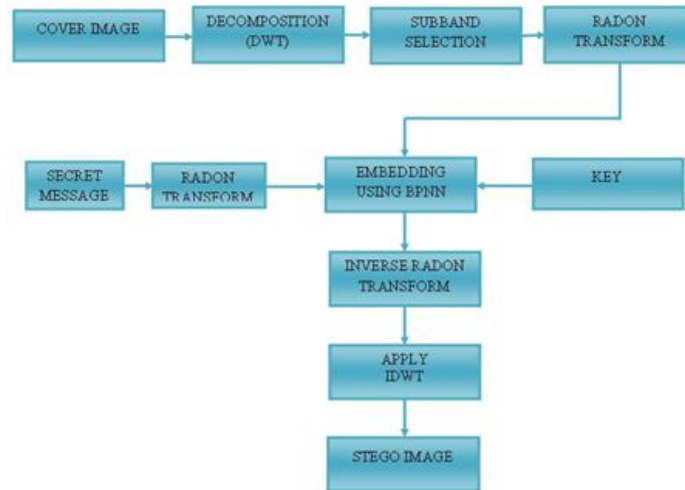 COVER IMAGE
DECOMPOSITION
(DWT)
SUBBAND
SELECTION
RADON
TRANSFORM
SECRET
MESSAGE
RADON
TRANSFORM
EMBEDDING
USING BPNN
KEY
INVERSE RADON
TRANSFORM
APPLY
IDWT
STEGO IMAGE